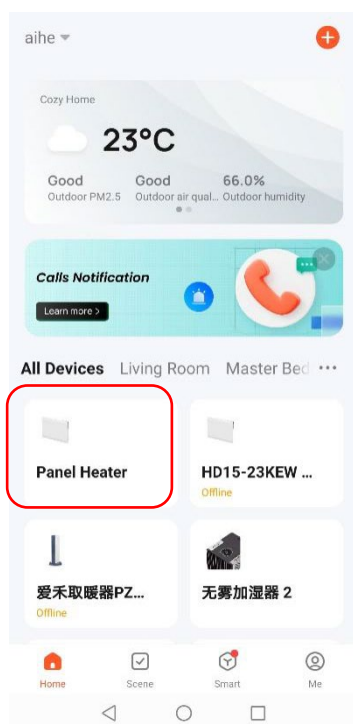 aihe
Cozy Home
23°C
Good Good 66.0%
Outdoor PM2.5 Outdoor air qual... Outdoor humidity
Calls Notification
Learn more >
All Devices Living Room Master Bed ...
Panel Heater
HD15-23KEW ...
Offline
爱禾取暖器PZ...
Offline
无雾加湿器 2
Home Scene Smart Me